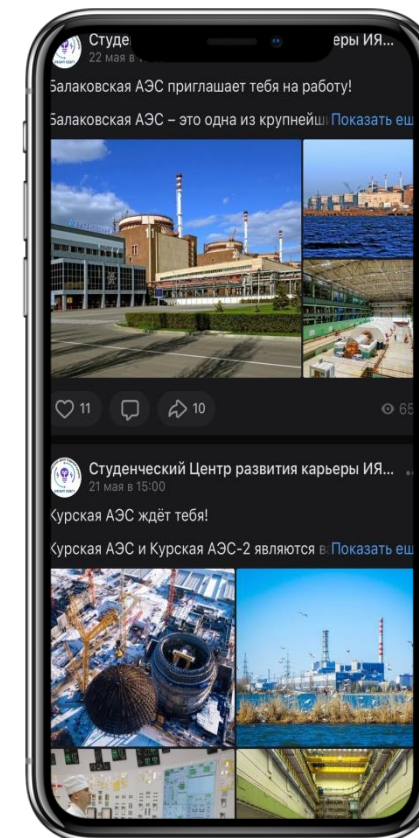 Студе еры ИЯ...
22 мая в
Балаковская АЭС приглашает тебя на работу!
Балаковская АЭС – это одна из крупнейш Показать ещ
11
10
65
Студенческий Центр развития карьеры ИЯ...
21 мая в 15:00
Курская АЭС ждёт тебя!
Курская АЭС и Курская АЭС-2 являются в Показать ещ